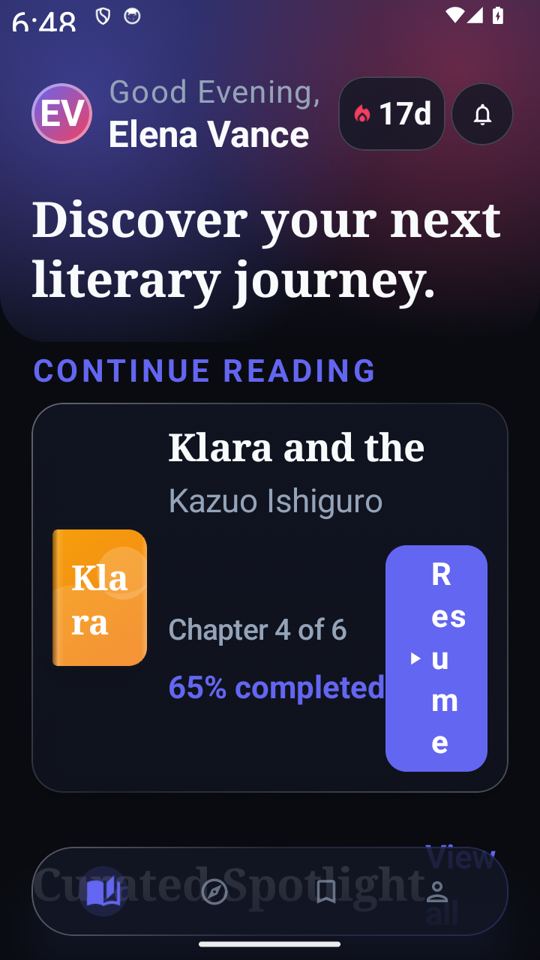 6:48
EV
Good Evening,
Elena Vance
17d
Discover your next
literary journey.
CONTINUE READING
Klara and the
Kazuo Ishiguro
Kla
ra
Chapter 4 of 6
65% completed
R
es
u
m
e
Curated Spotlight
View
all